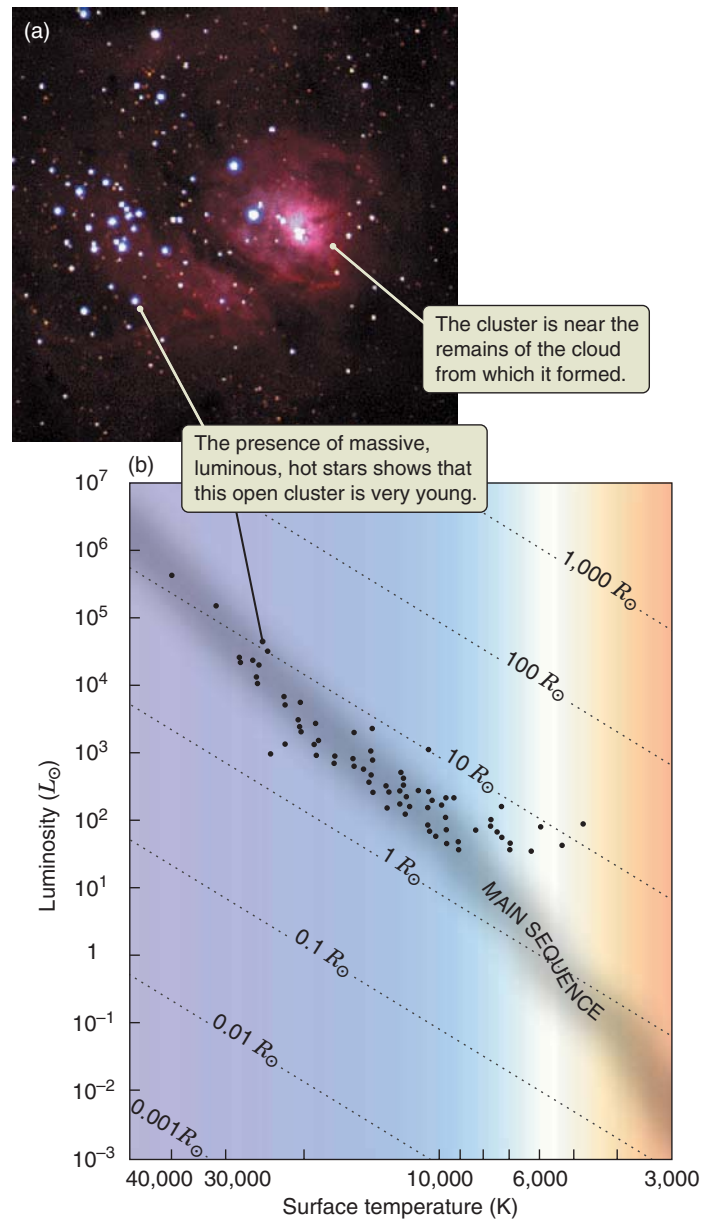 (a)
The cluster is near the
remains of the cloud
from which it formed.
The presence of massive,
luminous, hot stars shows that
this open cluster is very young.
(b)
10⁷
10⁶
10⁵
10⁴
10³
10²
10¹
1
10⁻¹
10⁻²
10⁻³
Luminosity (L☉)
1,000 R☉
100 R☉
10 R☉
1 R☉
0.1 R☉
0.01 R☉
0.001R☉
MAIN SEQUENCE
40,000 30,000 10,000 6,000 3,000
Surface temperature (K)